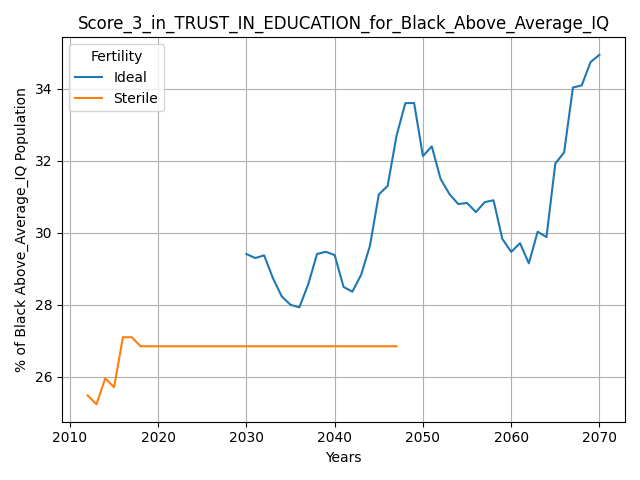 Score_3_in_TRUST_IN_EDUCATION_for_Black_Above_Average_IQ
Fertility
Ideal
Sterile
% of Black Above_Average_IQ Population
34
32
30
28
26
2010
2020
2030
2040
2050
2060
2070
Years